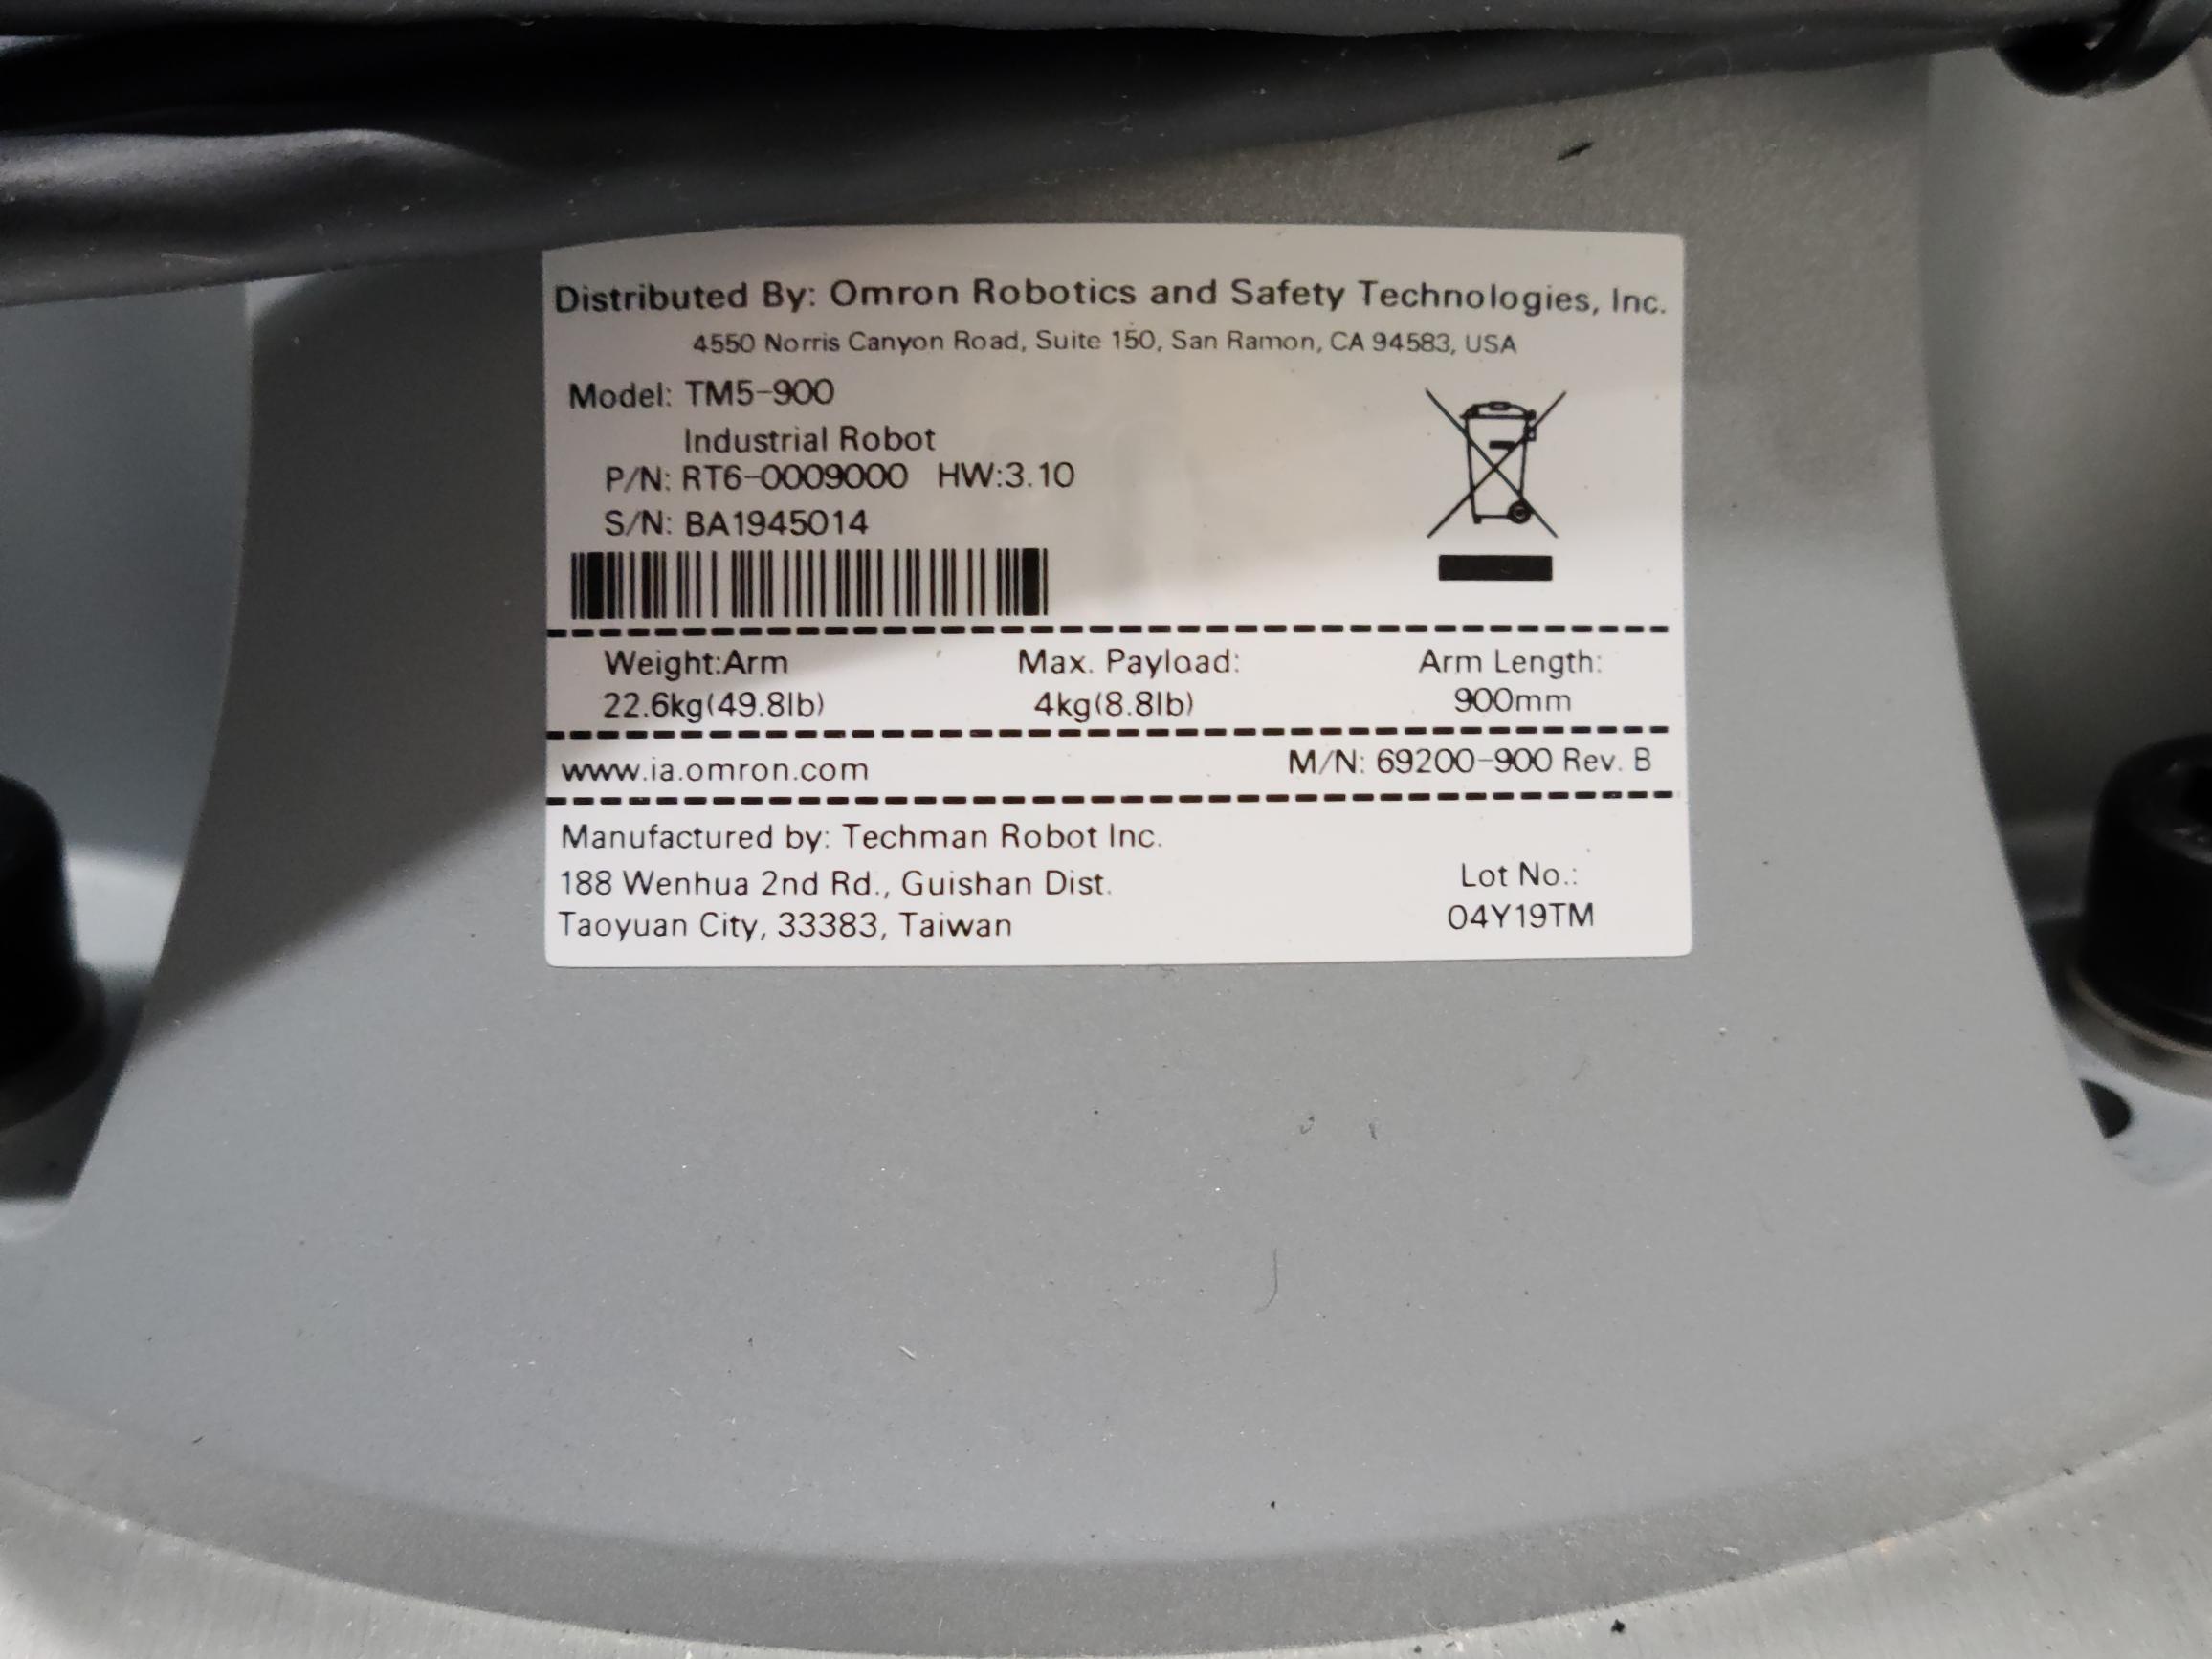 Distributed By: Omron Robotics and Safety Technologies, Inc.
4550 Norris Canyon Road, Suite 150, San Ramon, CA 94583, USA
Model: TM5-900
Industrial Robot
P/N: RT6-0009000 HW:3.10
S/N: BA1945014
Weight:Arm Max. Payload: Arm Length:
22.6kg(49.8lb) 4kg(8.8lb) 900mm
www.ia.omron.com M/N: 69200-900 Rev. B
Manufactured by: Techman Robot Inc.
188 Wenhua 2nd Rd., Guishan Dist. Lot No.:
Taoyuan City, 33383, Taiwan 04Y19TM